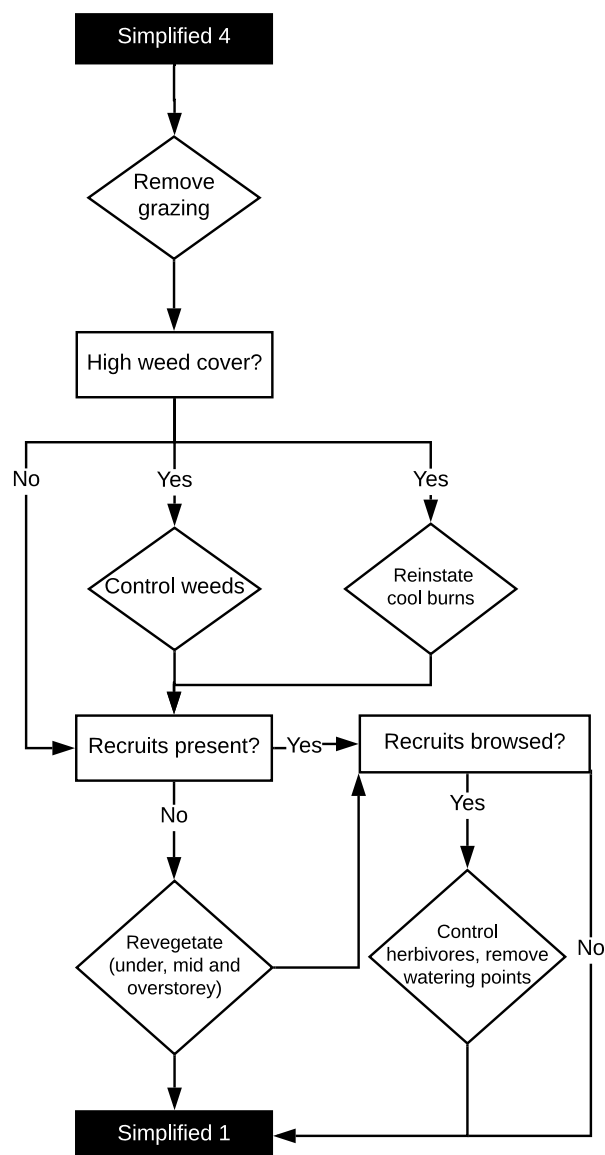 Simplified 4
Remove
grazing
High weed cover?
No
Yes
Yes
Control weeds
Reinstate
cool burns
Recruits present?
Yes
Recruits browsed?
No
Yes
Revegetate
(under, mid and
overstorey)
Control
herbivores, remove
watering points
No
Simplified 1